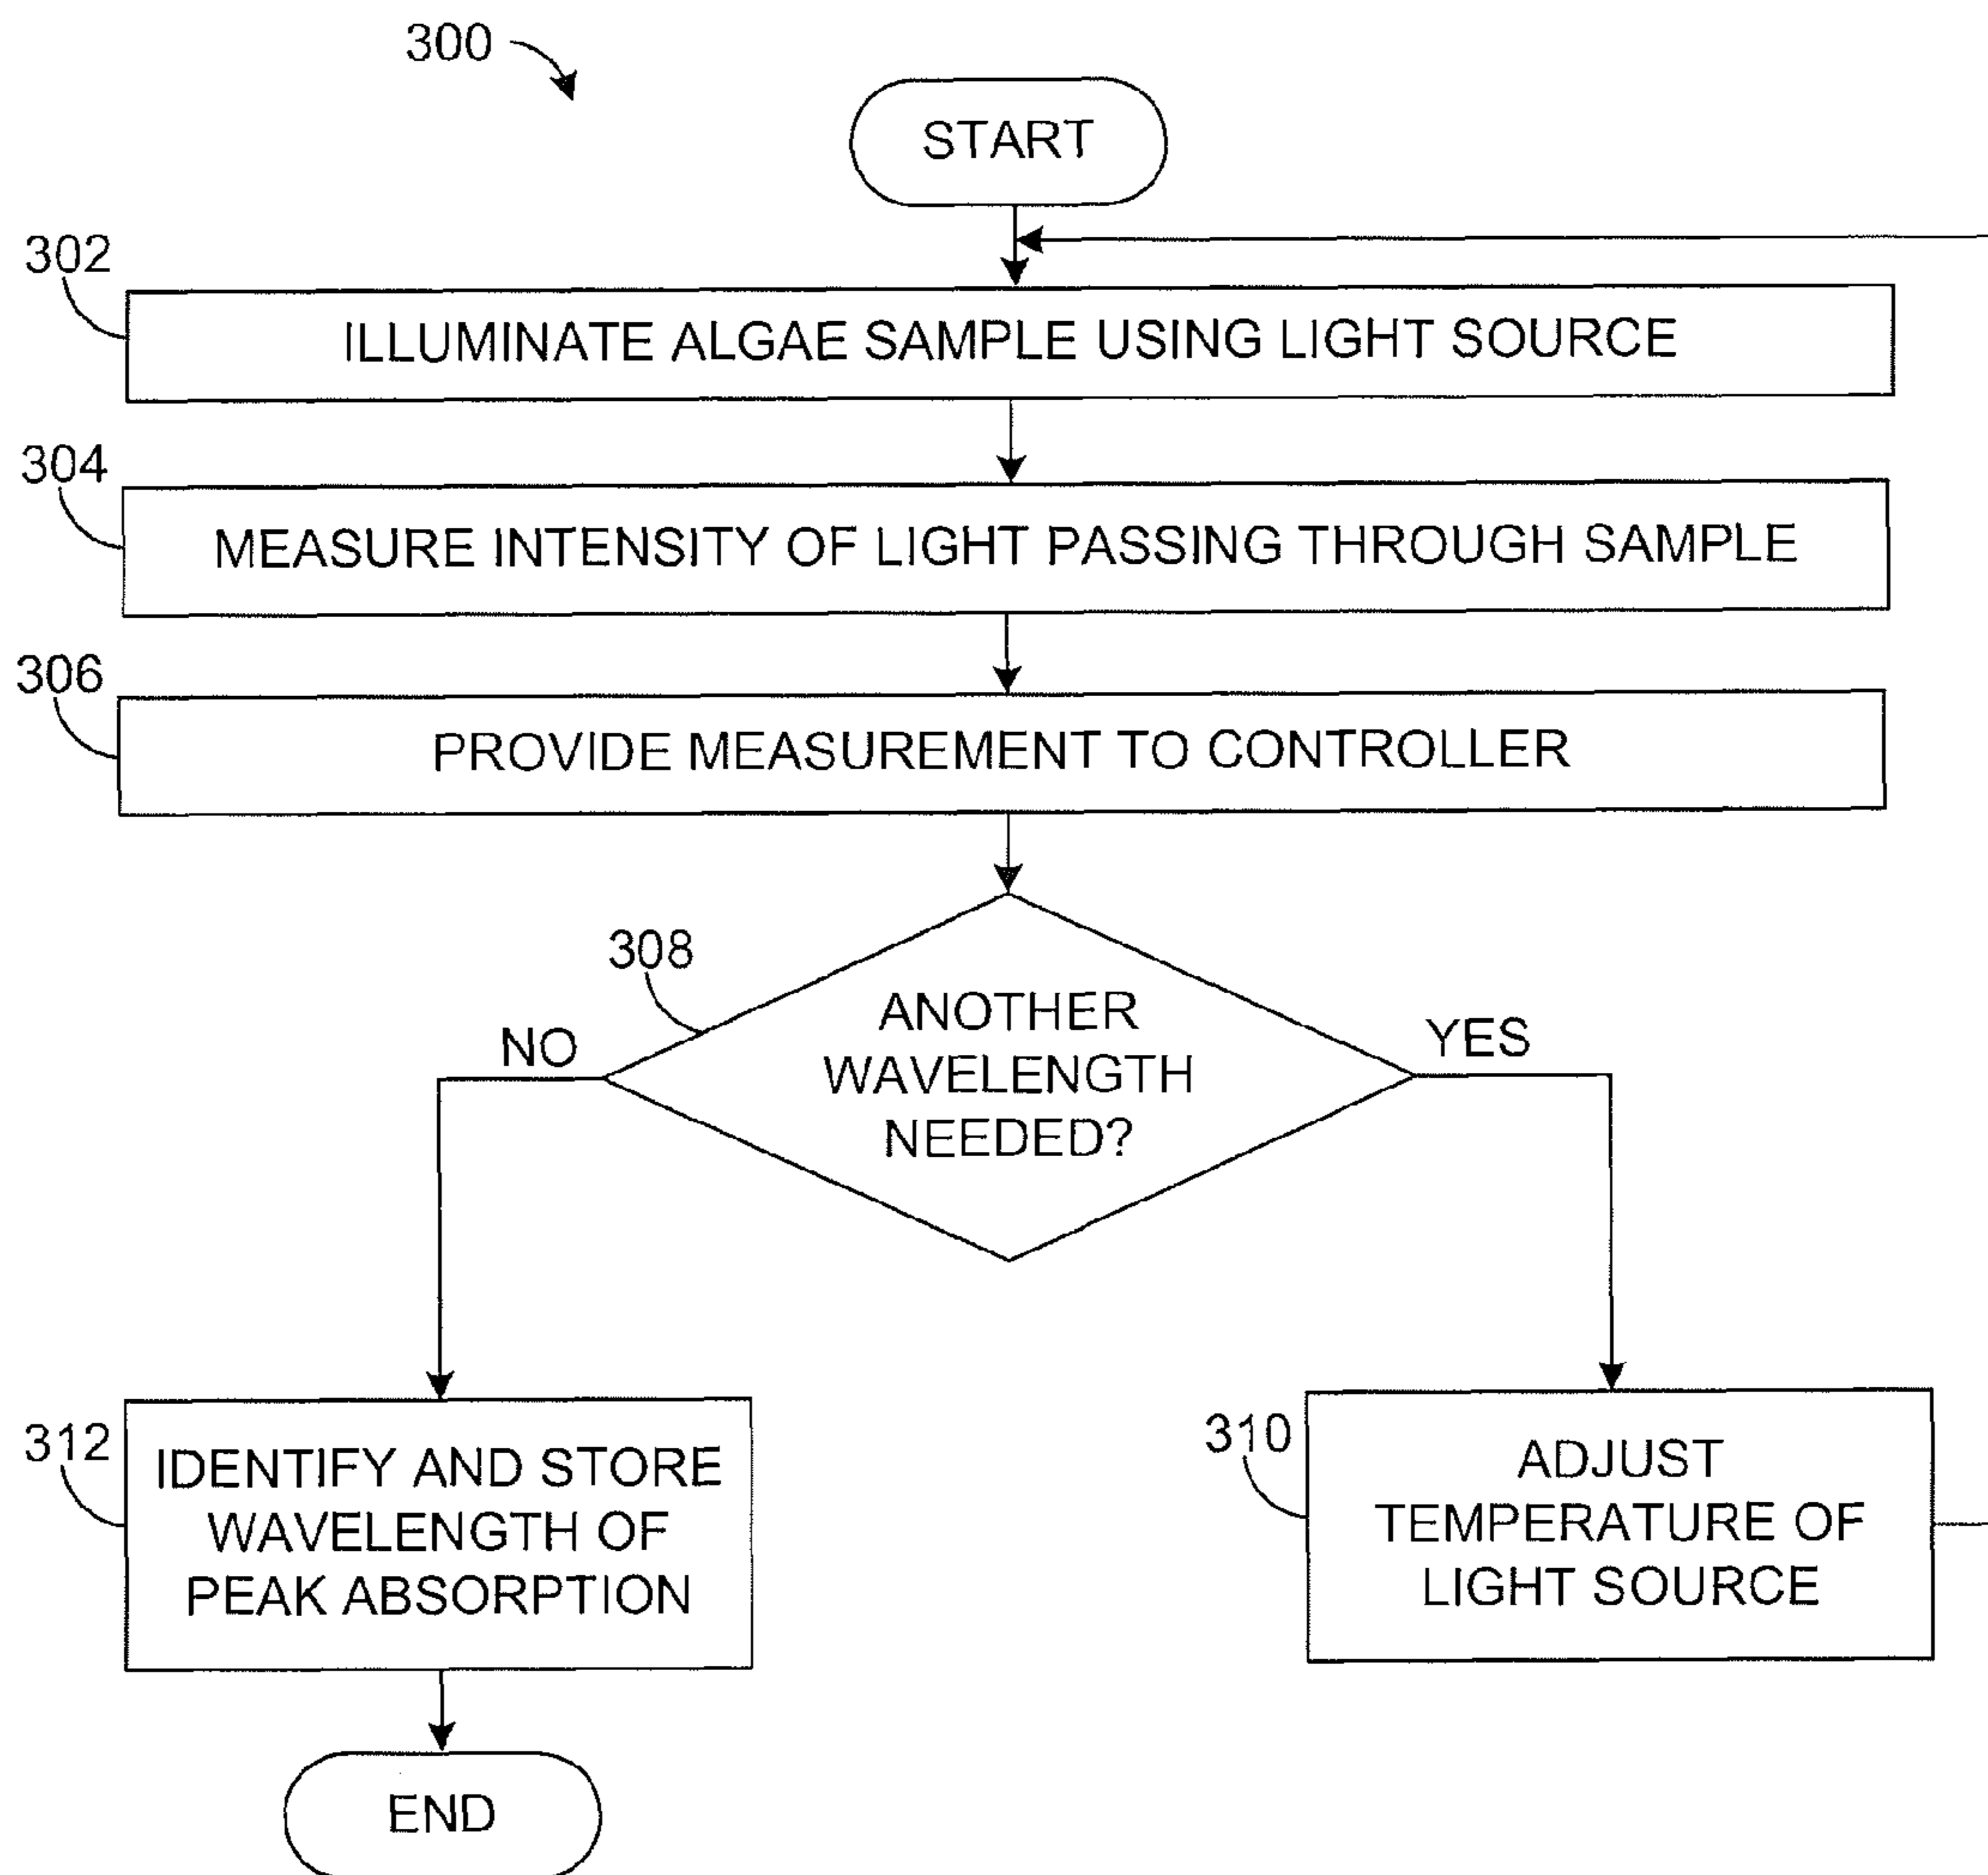 300
START
302
ILLUMINATE ALGAE SAMPLE USING LIGHT SOURCE
304
MEASURE INTENSITY OF LIGHT PASSING THROUGH SAMPLE
306
PROVIDE MEASUREMENT TO CONTROLLER
308
ANOTHER
WAVELENGTH
NEEDED?
NO
YES
312
IDENTIFY AND STORE
WAVELENGTH OF
PEAK ABSORPTION
310
ADJUST
TEMPERATURE OF
LIGHT SOURCE
END